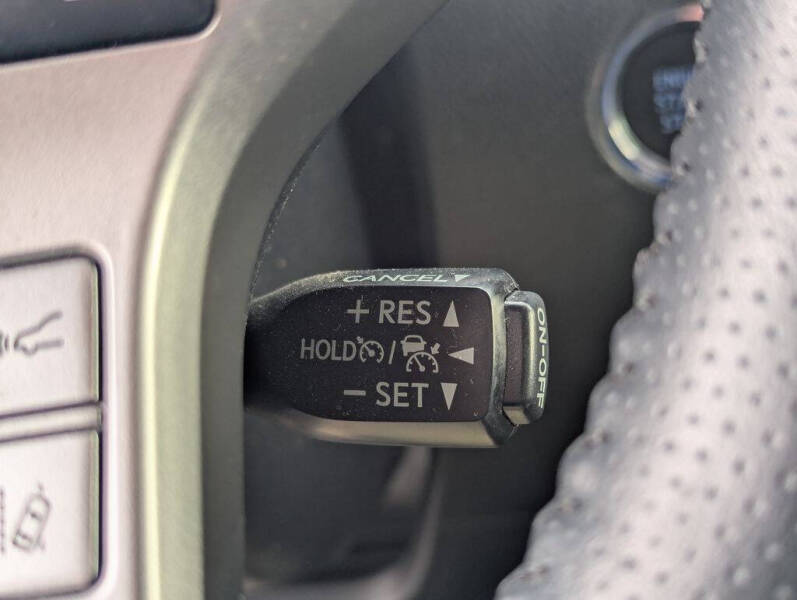 CANCEL
+ RES
HOLD /
- SET
ON-OFF